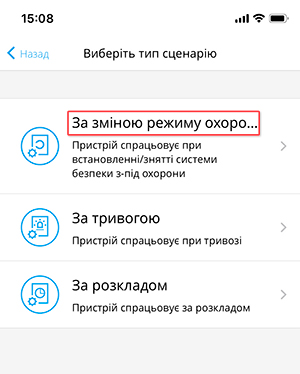 15:08
Назад
Виберіть тип сценарію
За зміною режиму охоро...
Пристрій спрацьовує при
встановленні/знятті системи
безпеки з-під охорони
За тривогою
Пристрій спрацьовує при тривозі
За розкладом
Пристрій спрацьовує за розкладом